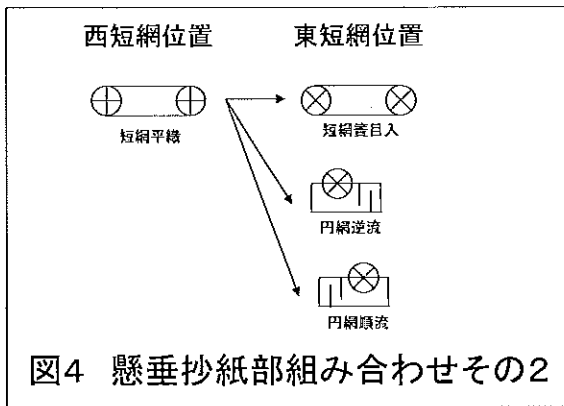 西短網位置 東短網位置
短網平織 短網簀目入
円網逆流
円網順流
図4 懸垂抄紙部組み合わせその2